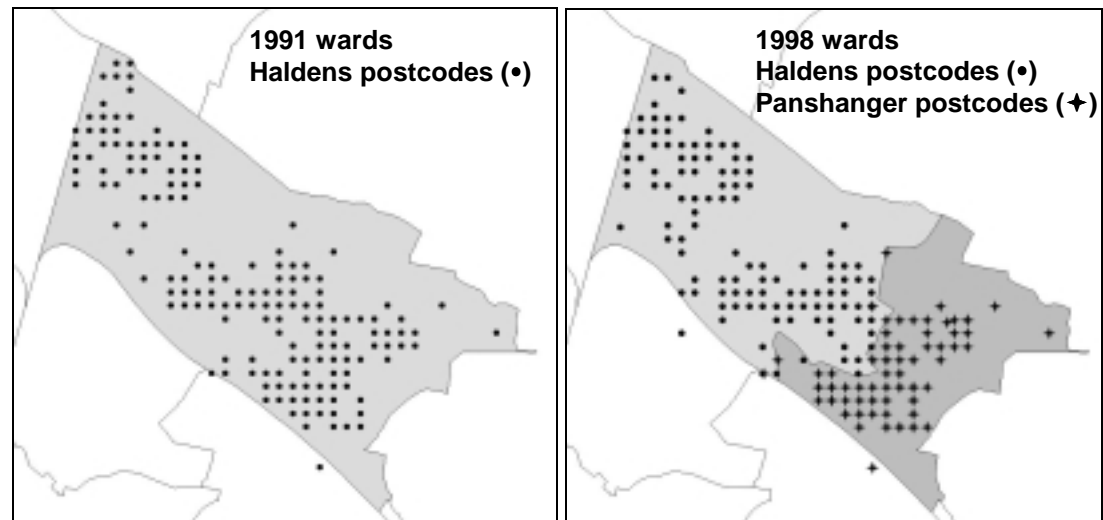 1991 wards
Haldens postcodes (•)
1998 wards
Haldens postcodes (•)
Panshanger postcodes (✦)